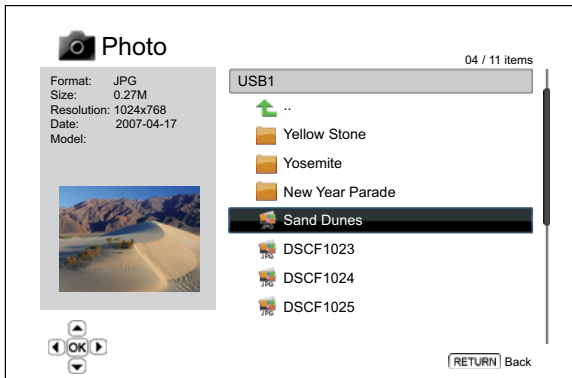 Photo
04 / 11 items
Format: JPG
Size: 0.27M
Resolution: 1024x768
Date: 2007-04-17
Model:
USB1
..
Yellow Stone
Yosemite
New Year Parade
Sand Dunes
DSCF1023
DSCF1024
DSCF1025
OK
RETURN Back